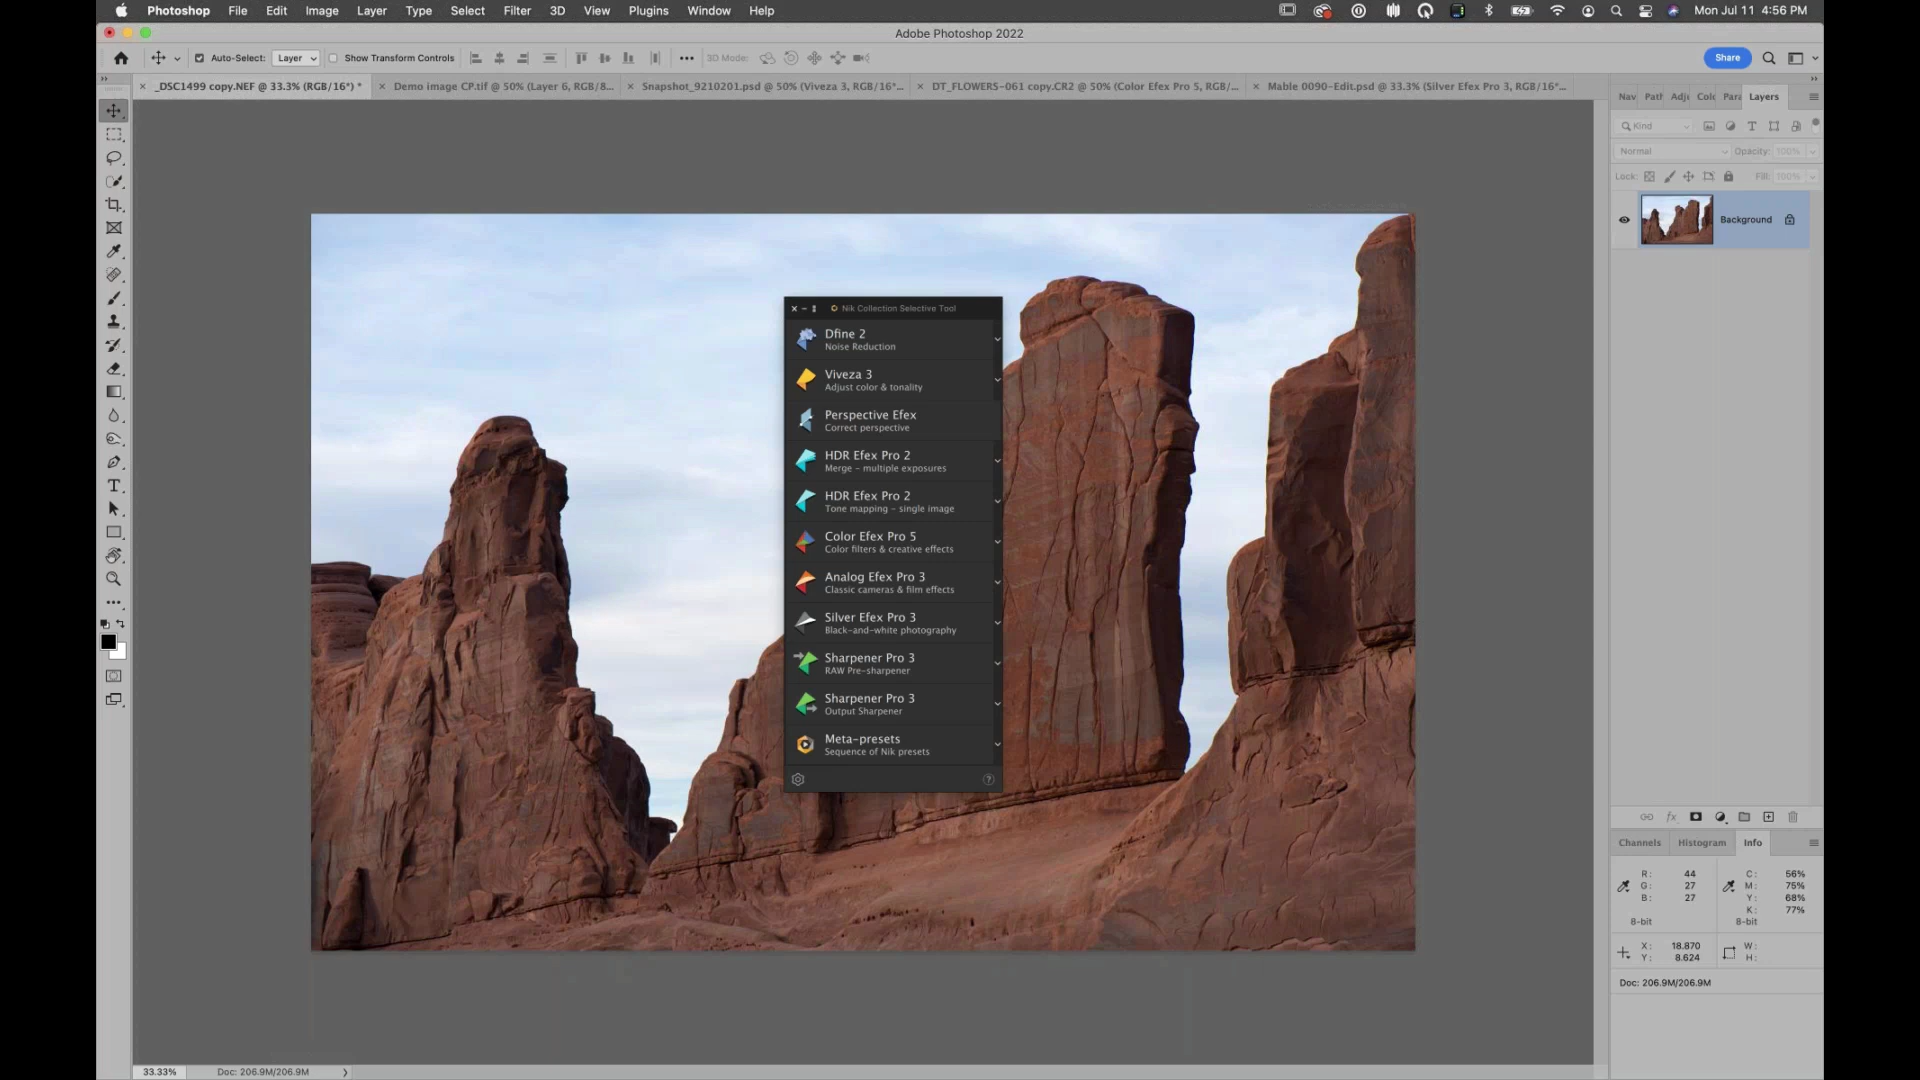 Photoshop File Edit Image Layer Type Select Filter 3D View Plugins Window Help Mon Jul 11 4:56 PM
Adobe Photoshop 2022
Auto-Select: Layer Show Transform Controls 3D Mode: Share
_DSC1499 copy.NEF @ 33.3% (RGB/16*) * Demo image CP.tif @ 50% (Layer 6, RGB/8... Snapshot_9210201.psd @ 50% (Viveza 3, RGB/16*... DT_FLOWERS-061 copy.CR2 @ 50% (Color Efex Pro 5, RGB/... Mable 0090-Edit.psd @ 33.3% (Silver Efex Pro 3, RGB/16*...
Nav Path Adju Colo Para Layers
Kind
Normal Opacity: 100%
Lock: Fill: 100%
Background
Nik Collection Selective Tool
Dfine 2
Noise Reduction
Viveza 3
Adjust color & tonality
Perspective Efex
Correct perspective
HDR Efex Pro 2
Merge - multiple exposures
HDR Efex Pro 2
Tone mapping - single image
Color Efex Pro 5
Color filters & creative effects
Analog Efex Pro 3
Classic cameras & film effects
Silver Efex Pro 3
Black-and-white photography
Sharpener Pro 3
RAW Pre-sharpener
Sharpener Pro 3
Output Sharpener
Meta-presets
Sequence of Nik presets
Channels Histogram Info
R: 44 C: 56%
G: 27 M: 75%
B: 27 Y: 68%
K: 77%
8-bit 8-bit
X: 18.870 W:
Y: 8.624 H:
Doc: 206.9M/206.9M
33.33% Doc: 206.9M/206.9M